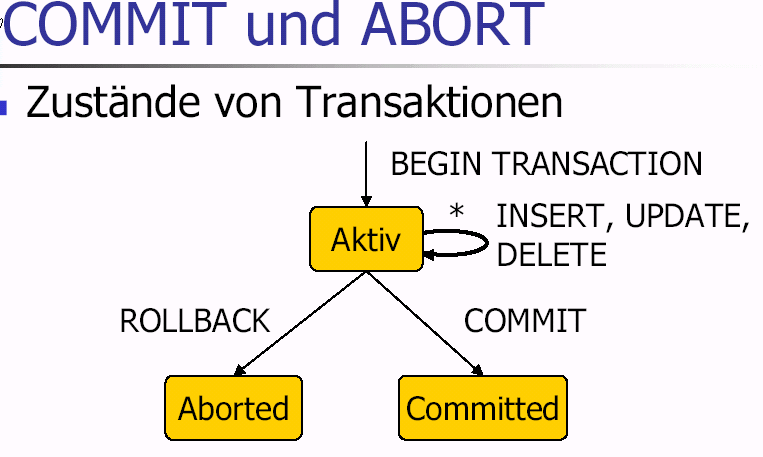 COMMIT und ABORT
Zustände von Transaktionen
BEGIN TRANSACTION
* INSERT, UPDATE,
Aktiv
DELETE
ROLLBACK
COMMIT
Aborted
Committed